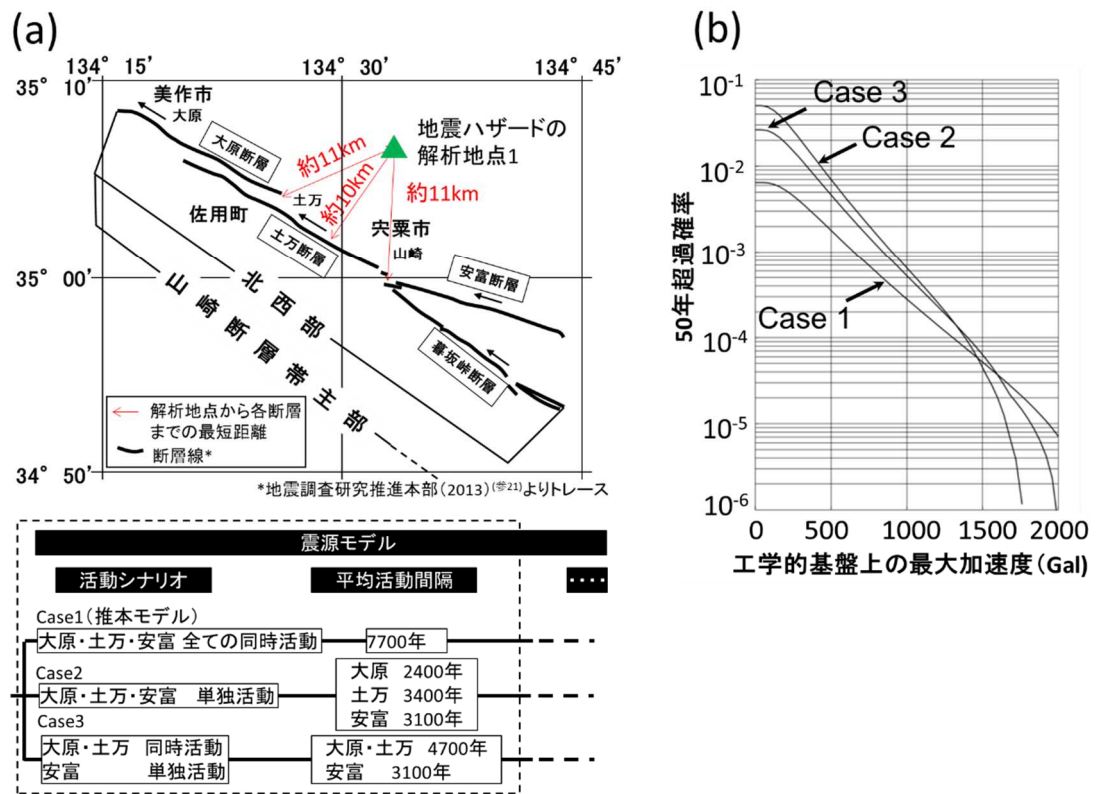 (a)
134° 15’
134° 30’
134° 45’
35° 10’
美作市
大原
大原断層
約11km
地震ハザードの
解析地点1
約10km
約11km
土万
佐用町
土万断層
宍粟市
山崎
安富断層
35° 00’
北西部
山崎断層帯主部
暮坂峠断層
解析地点から各断層
までの最短距離
断層線*
34° 50’
*地震調査研究推進本部(2013)(参21)よりトレース
震源モデル
活動シナリオ
平均活動間隔
‥‥
Case1(推本モデル)
大原・土万・安富 全ての同時活動
7700年
Case2
大原・土万・安富 単独活動
大原 2400年
土万 3400年
安富 3100年
Case3
大原・土万 同時活動
安富 単独活動
大原・土万 4700年
安富 3100年
(b)
50年超過確率
10-1
10-2
10-3
10-4
10-5
10-6
Case 3
Case 2
Case 1
0
500
1000
1500
2000
工学的基盤上の最大加速度(Gal)